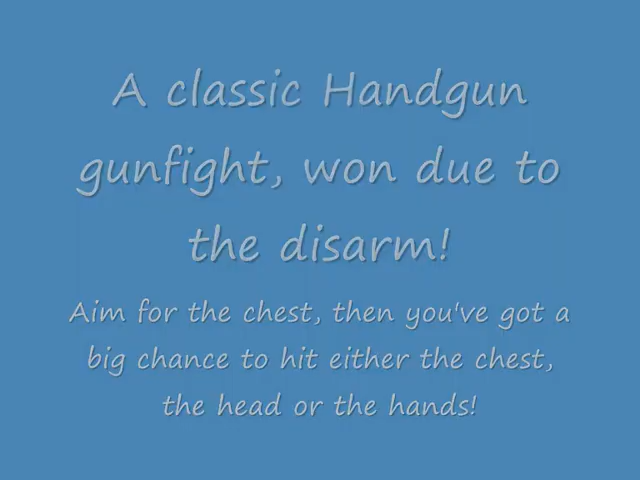 A classic Handgun
gunfight, won due to
the disarm!
Aim for the chest, then you've got a
big chance to hit either the chest,
the head or the hands!